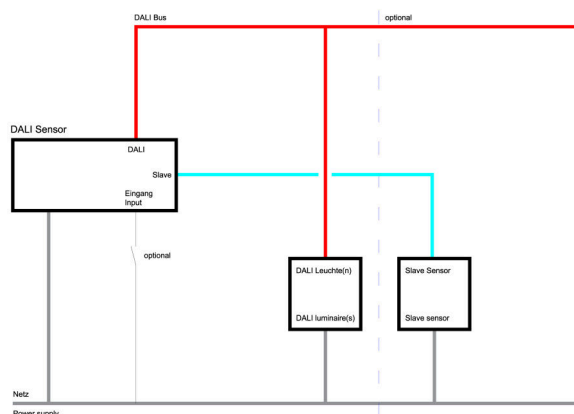 DALI Bus
optional
DALI Sensor
DALI
Slave
Eingang
Input
optional
DALI Leuchte(n)
Slave Sensor
DALI luminaire(s)
Slave sensor
Netz
Power supply